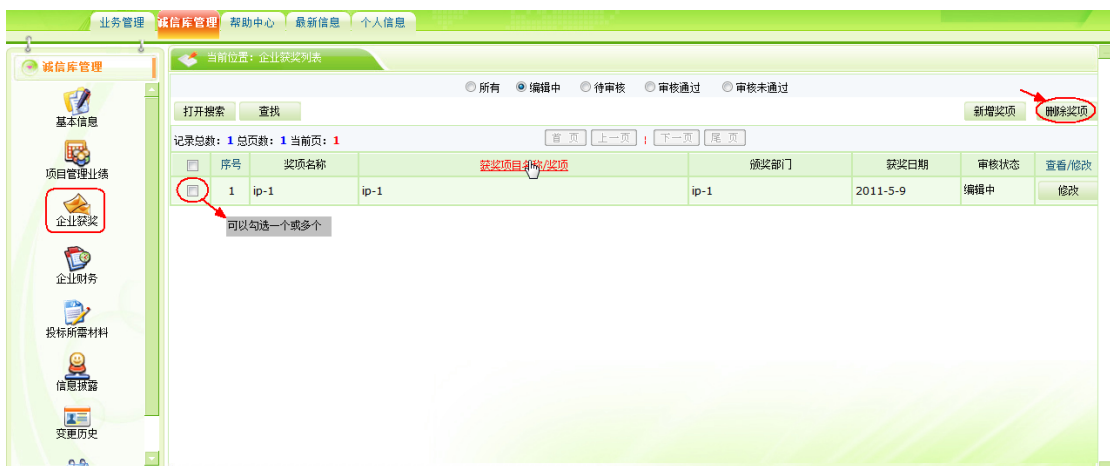 业务管理 诚信库管理 帮助中心 最新信息 个人信息
诚信库管理
当前位置：企业获奖列表
所有 编辑中 待审核 审核通过 审核未通过
打开搜索 查找 新增奖项 删除奖项
记录总数：1 总页数：1 当前页：1 首 页 上一页 下一页 尾 页
序号 奖项名称 获奖项目名称/奖项 颁奖部门 获奖日期 审核状态 查看/修改
1 ip-1 ip-1 ip-1 2011-5-9 编辑中 修改
可以勾选一个或多个
基本信息
项目管理业绩
企业获奖
企业财务
投标所需材料
信息披露
变更历史